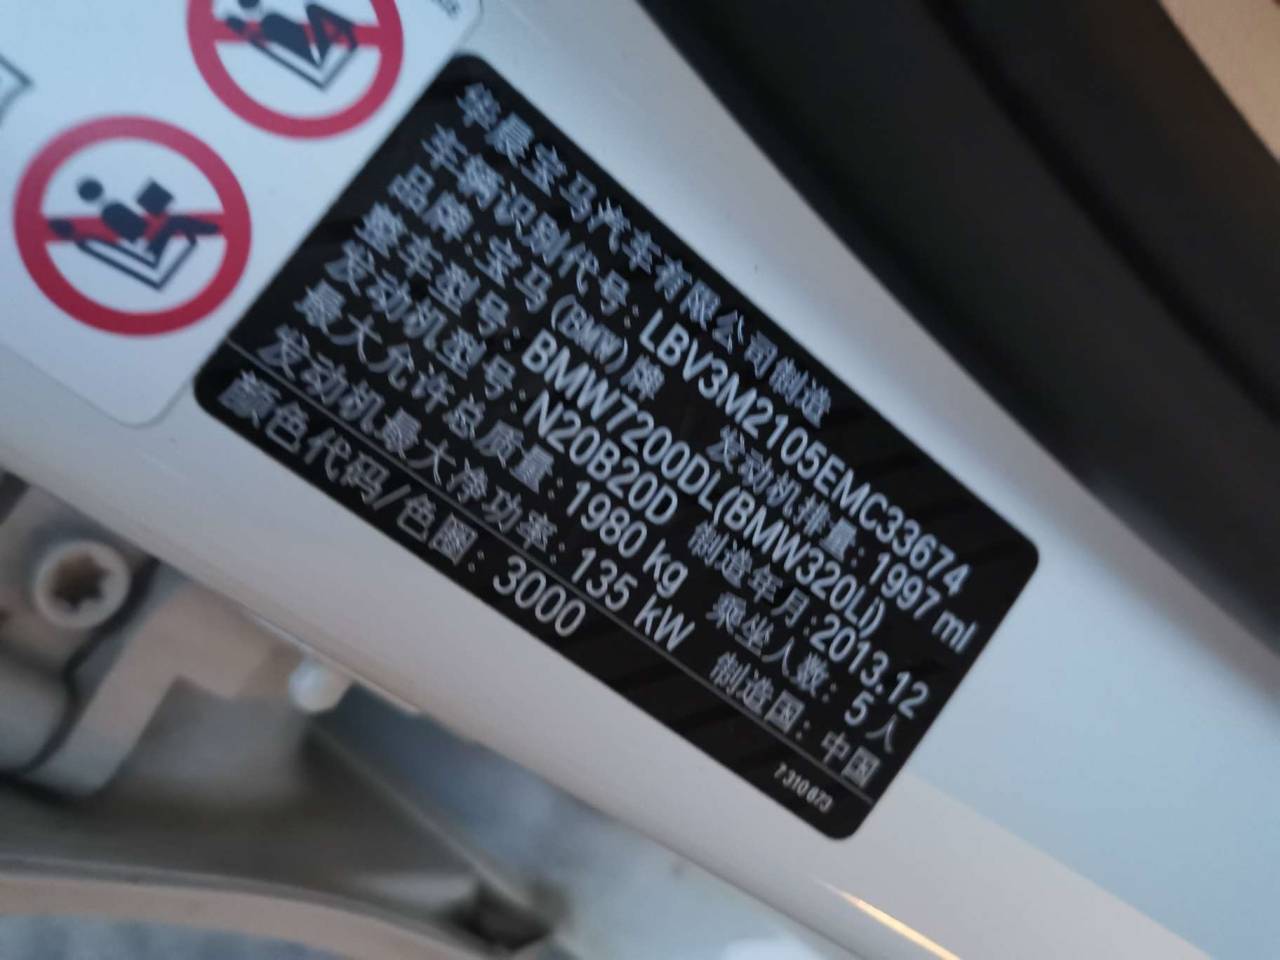 华晨宝马汽车有限公司制造
车辆识别代号: LBV3M2105EMC33674
品牌: 宝马(BMW)牌 发动机排量: 1997 ml
整车型号: BMW7200DL(BMW320Li)
发动机型号: N20B20D 制造年月: 2013.12
最大允许总质量: 1980 kg 乘坐人数: 5 人
发动机最大净功率: 135 kW 制造国: 中国
颜色代码/色圈: 3000
7 310 673